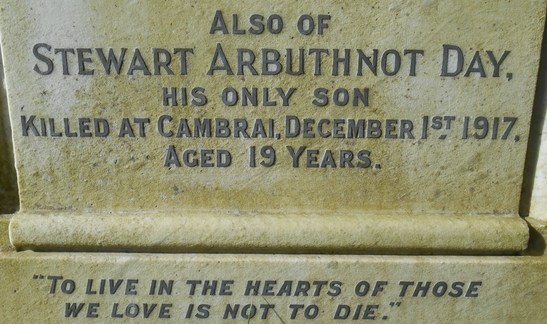 ALSO OF
STEWART ARBUTHNOT DAY,
HIS ONLY SON
KILLED AT CAMBRAI, DECEMBER 1ST 1917.
AGED 19 YEARS.
"TO LIVE IN THE HEARTS OF THOSE
WE LOVE IS NOT TO DIE."